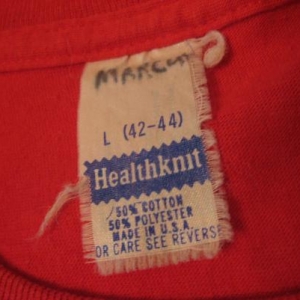 L (42-44)
Healthknit
50% COTTON
50% POLYESTER
MADE IN U.S.A.
OR CARE SEE REVERS